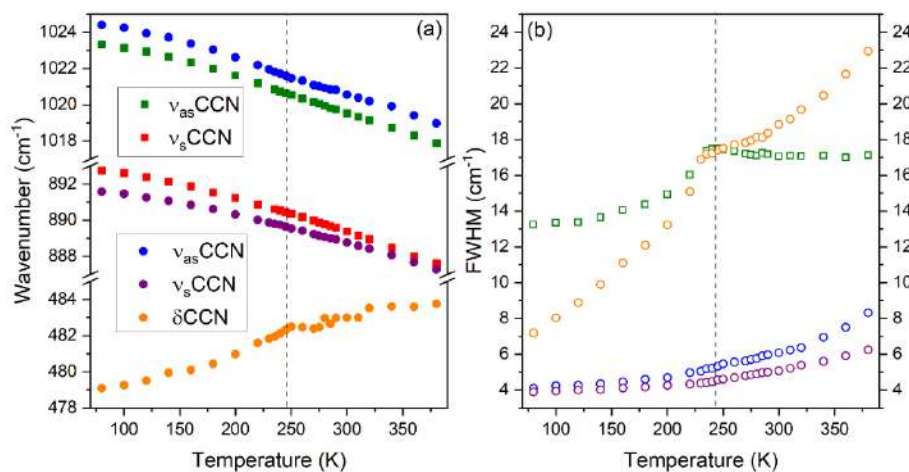 (a)
1024
1022
1020
1018
892
890
888
484
482
480
478
Wavenumber (cm⁻¹)
νasCCN
νsCCN
νasCCN
νsCCN
δCCN
100 150 200 250 300 350
Temperature (K)
(b)
24
22
20
18
16
14
12
10
8
6
4
FWHM (cm⁻¹)
24
22
20
18
16
14
12
10
8
6
4
100 150 200 250 300 350
Temperature (K)